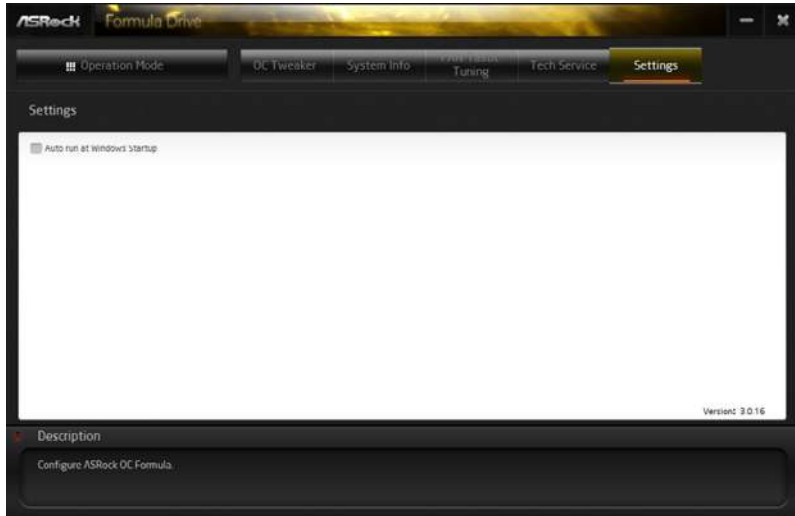 ASRock Formula Drive
Operation Mode
OC Tweaker
System Info
Tuning
Tech Service
Settings
Settings
Auto run at Windows Startup
Version: 3.0.16
Description
Configure ASRock OC Formula.